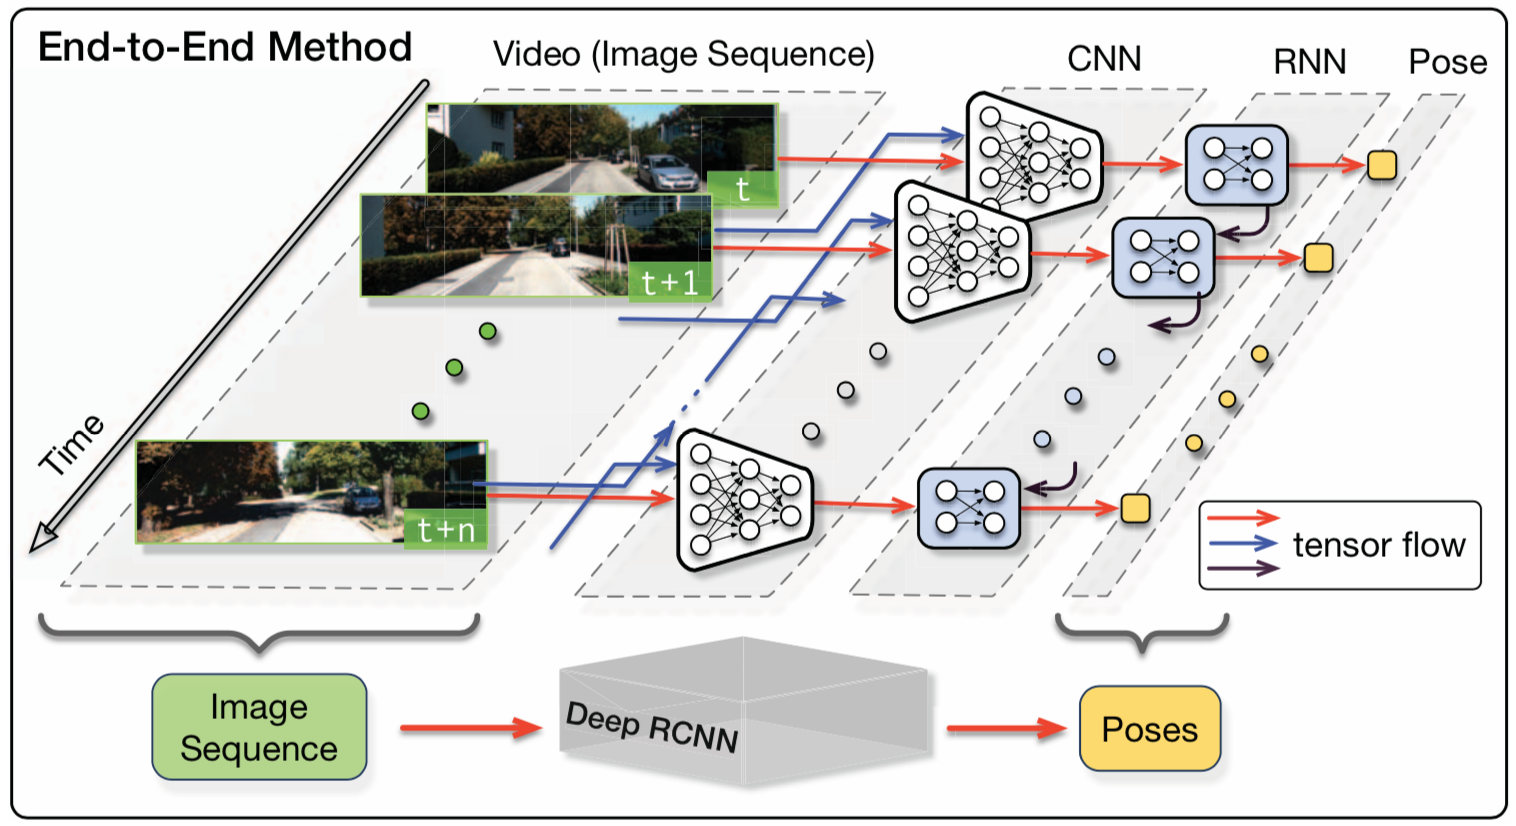 End-to-End Method
Video (Image Sequence)
CNN
RNN
Pose
t
t+1
Time
t+n
tensor flow
Image
Sequence
Deep RCNN
Poses